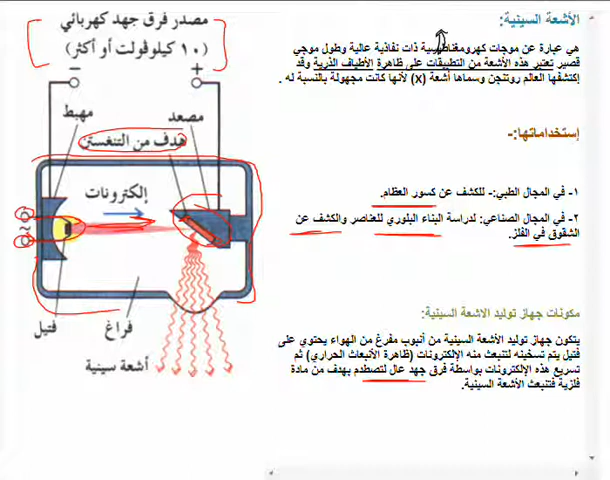 الأشعة السينية:
هي عبارة عن موجات كهرومغناطيسية ذات نفاذية عالية وطول موجي
قصير تعتبر هذه الأشعة من التطبيقات على ظاهرة الأطياف الذرية وقد
إكتشفها العالم رونتجن وسماها أشعة (x) لأنها كانت مجهولة بالنسبة له .
إستخداماتها:-
١- في المجال الطبي:- للكشف عن كسور العظام.
٢- في المجال الصناعي: لدراسة البناء البلوري للعناصر والكشف عن
الشقوق في الفلز.
مكونات جهاز توليد الاشعة السينية:
يتكون جهاز توليد الأشعة السينية من أنبوب مفرغ من الهواء يحتوي على
فتيل يتم تسخينه لتنبعث منه الإلكترونات (ظاهرة الأنبعاث الحراري) ثم
تسريع هذه الإلكترونات بواسطة فرق جهد عال لتصطدم بهدف من مادة
فلزية فتنبعث الأشعة السينية.
مصدر فرق جهد كهربائي
(١٠ كيلوڤولت أو أكثر)
+ −
مصعد
مهبط
هدف من التنغستن
إلكترونات
فراغ
فتيل
أشعة سينية